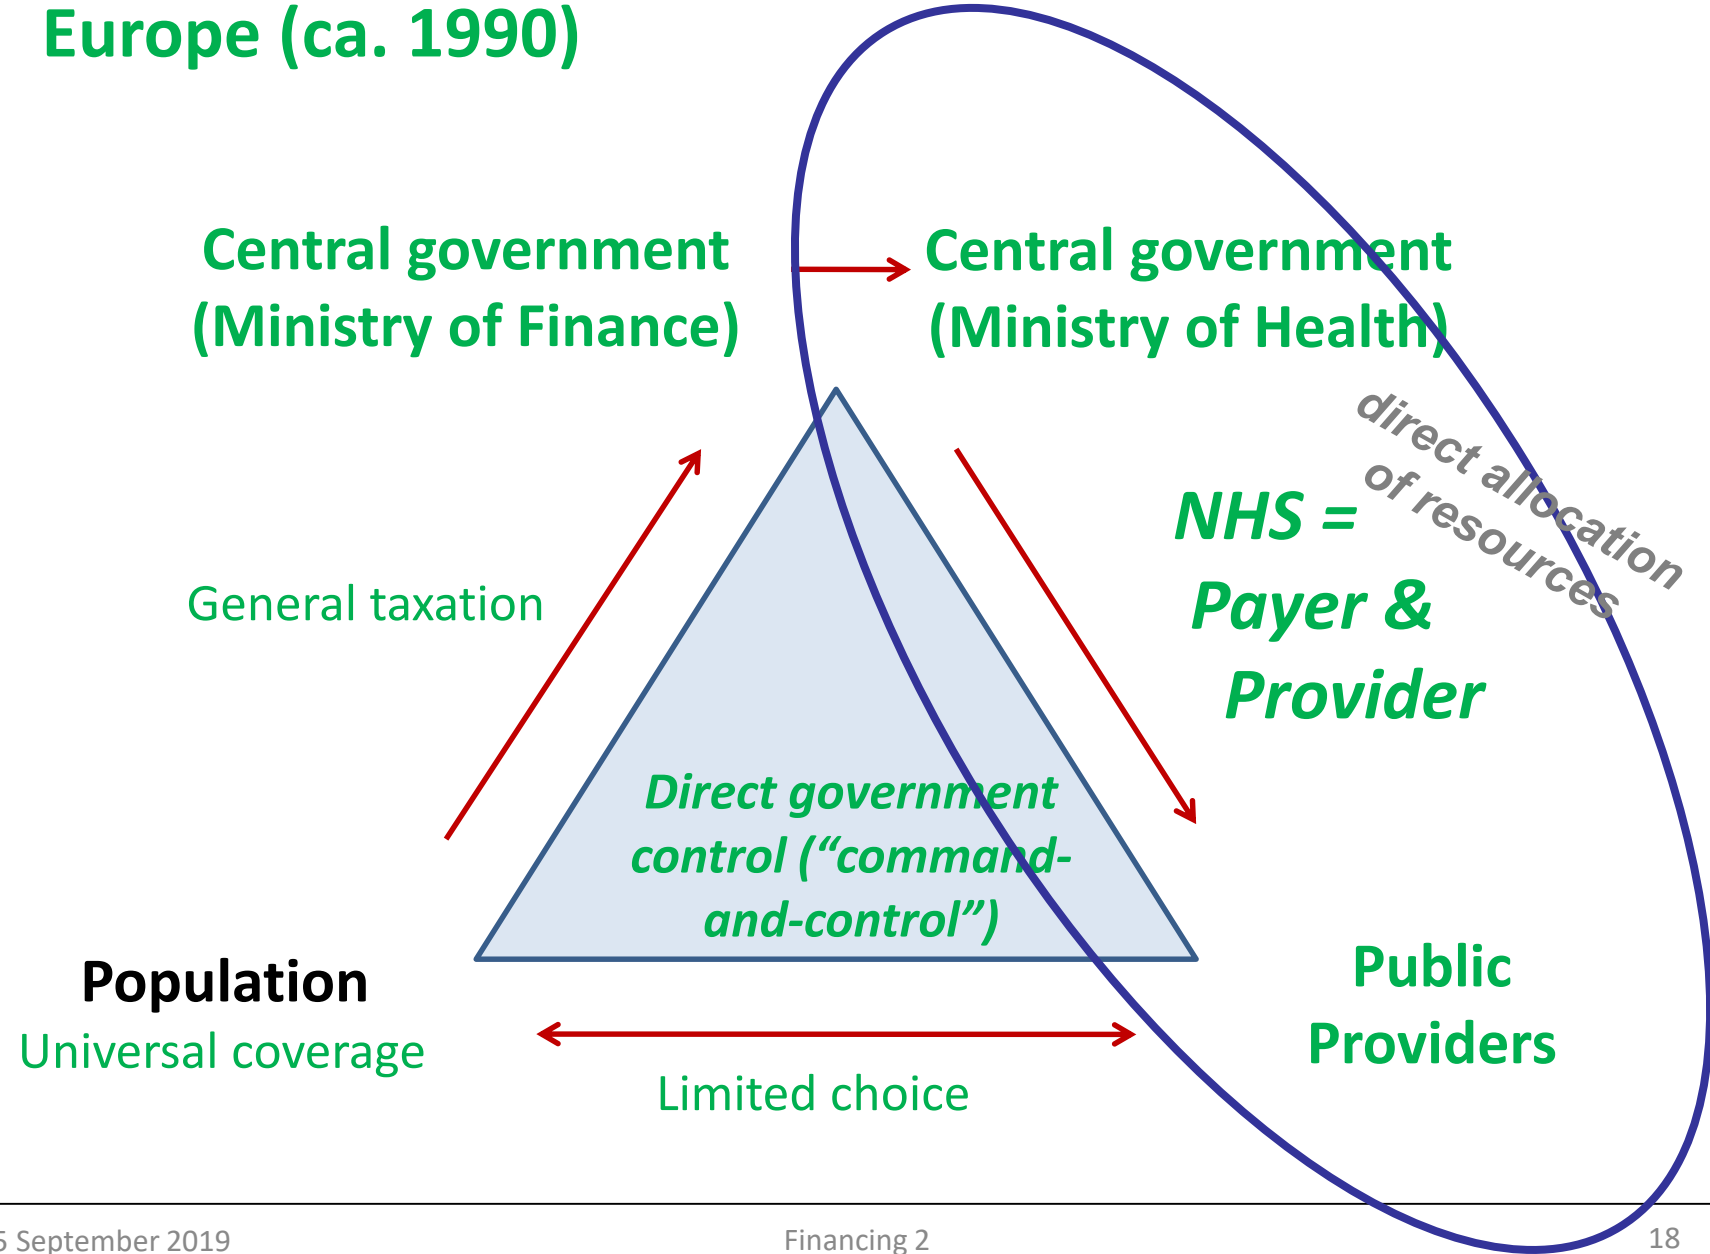 Europe (ca. 1990)
Central government
(Ministry of Finance)
Central government
(Ministry of Health)
direct allocation
of resources
NHS =
Payer &
Provider
General taxation
Direct government
control (“command-
and-control”)
Population
Universal coverage
Limited choice
Public
Providers
5 September 2019
Financing 2
18